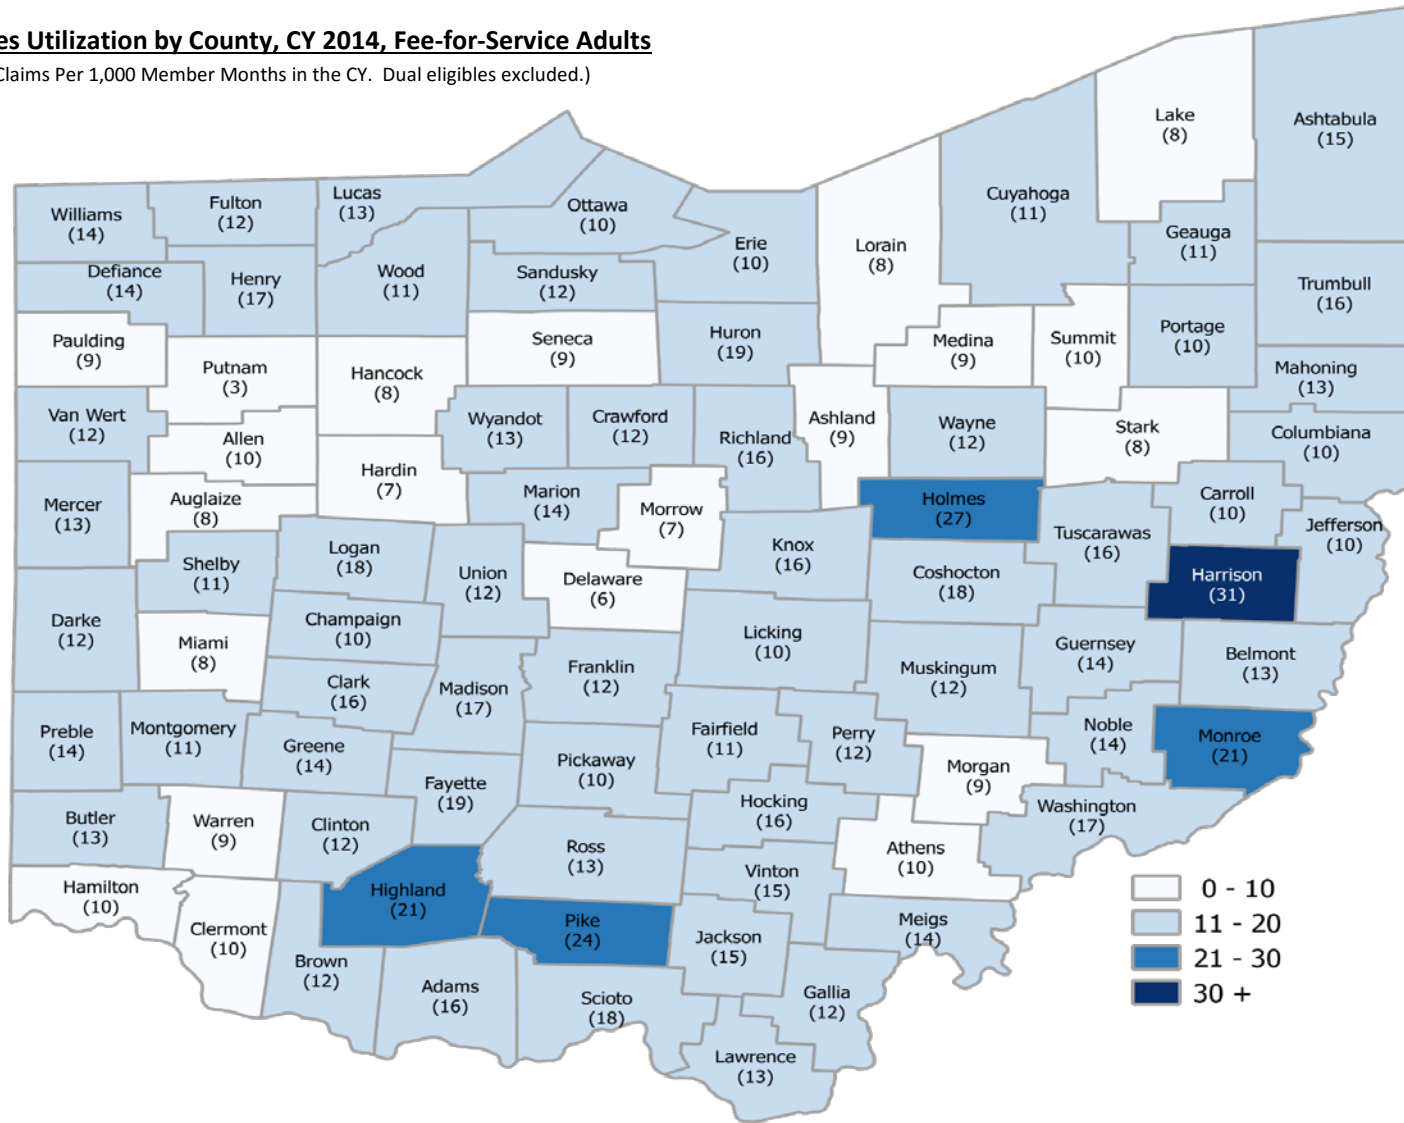 es Utilization by County, CY 2014, Fee-for-Service Adults
Claims Per 1,000 Member Months in the CY.  Dual eligibles excluded.)
Lake
(8)
Ashtabula
(15)
Williams
(14)
Fulton
(12)
Lucas
(13)
Ottawa
(10)
Erie
(10)
Lorain
(8)
Cuyahoga
(11)
Geauga
(11)
Defiance
(14)
Henry
(17)
Wood
(11)
Sandusky
(12)
Trumbull
(16)
Paulding
(9)
Putnam
(3)
Hancock
(8)
Seneca
(9)
Huron
(19)
Medina
(9)
Summit
(10)
Portage
(10)
Mahoning
(13)
Van Wert
(12)
Allen
(10)
Wyandot
(13)
Crawford
(12)
Richland
(16)
Ashland
(9)
Wayne
(12)
Stark
(8)
Columbiana
(10)
Mercer
(13)
Auglaize
(8)
Hardin
(7)
Marion
(14)
Morrow
(7)
Holmes
(27)
Tuscarawas
(16)
Carroll
(10)
Jefferson
(10)
Shelby
(11)
Logan
(18)
Union
(12)
Delaware
(6)
Knox
(16)
Coshocton
(18)
Harrison
(31)
Darke
(12)
Miami
(8)
Champaign
(10)
Licking
(10)
Muskingum
(12)
Guernsey
(14)
Belmont
(13)
Clark
(16)
Madison
(17)
Franklin
(12)
Preble
(14)
Montgomery
(11)
Greene
(14)
Fayette
(19)
Pickaway
(10)
Fairfield
(11)
Perry
(12)
Morgan
(9)
Noble
(14)
Monroe
(21)
Butler
(13)
Warren
(9)
Clinton
(12)
Ross
(13)
Hocking
(16)
Athens
(10)
Washington
(17)
Hamilton
(10)
Clermont
(10)
Highland
(21)
Pike
(24)
Vinton
(15)
Jackson
(15)
Meigs
(14)
Brown
(12)
Adams
(16)
Scioto
(18)
Gallia
(12)
Lawrence
(13)
0 - 10
11 - 20
21 - 30
30 +